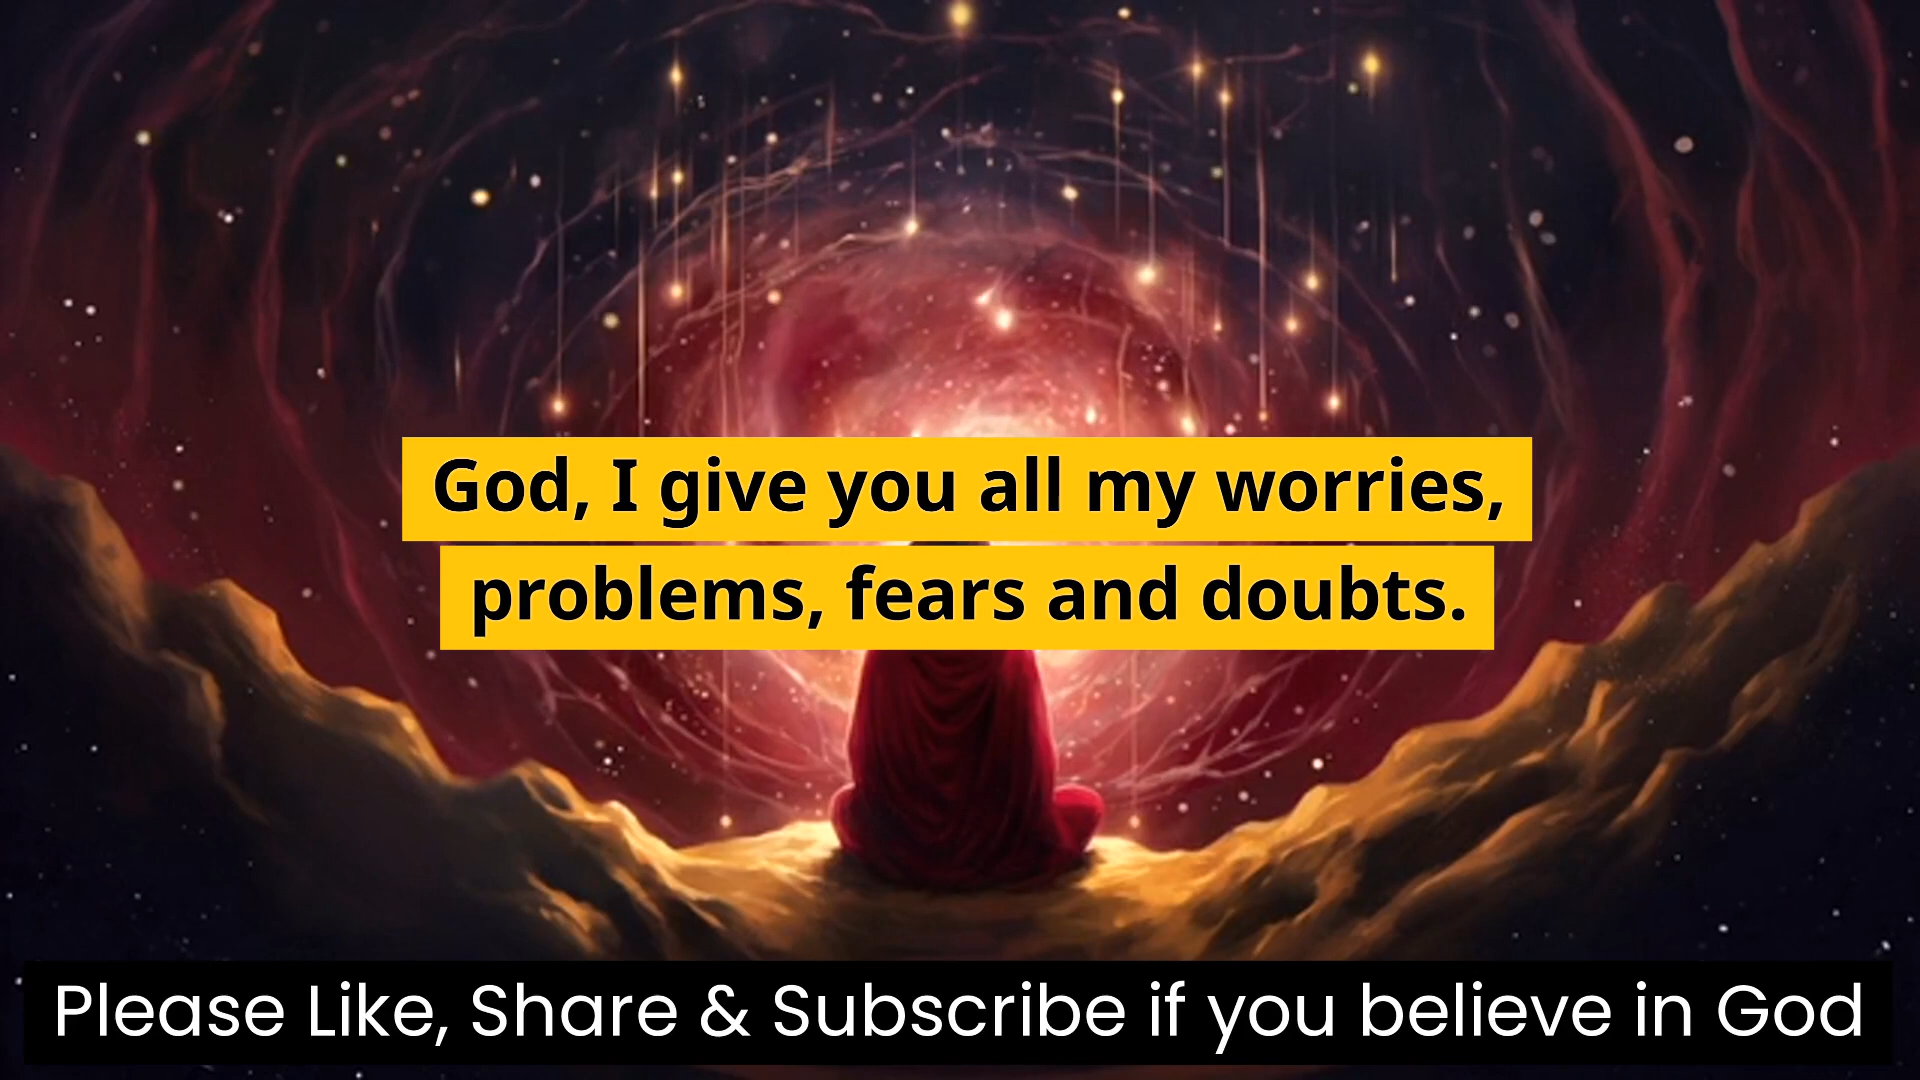 God, I give you all my worries,
problems, fears and doubts.
Please Like, Share & Subscribe if you believe in God